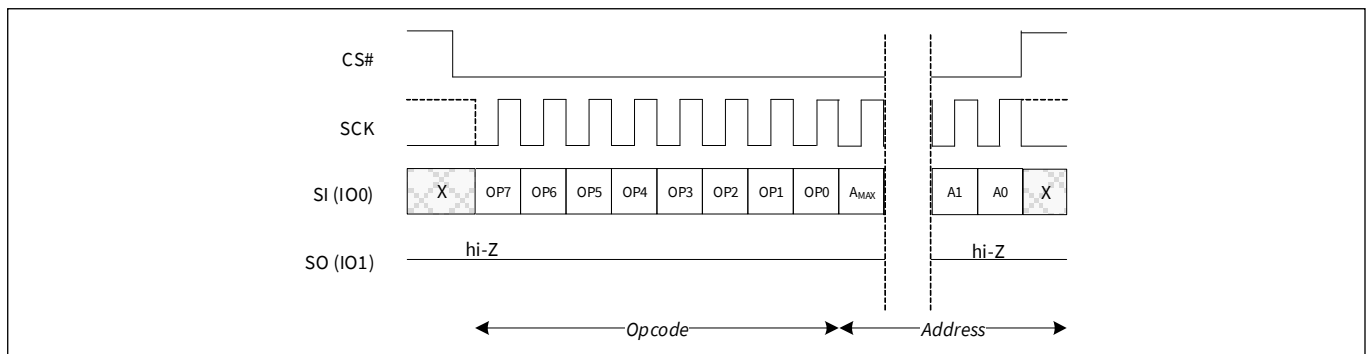 CS#
SCK
SI (IO0) X OP7 OP6 OP5 OP4 OP3 OP2 OP1 OP0 AMAX A1 A0 X
hi-Z hi-Z
SO (IO1)
Opcode Address